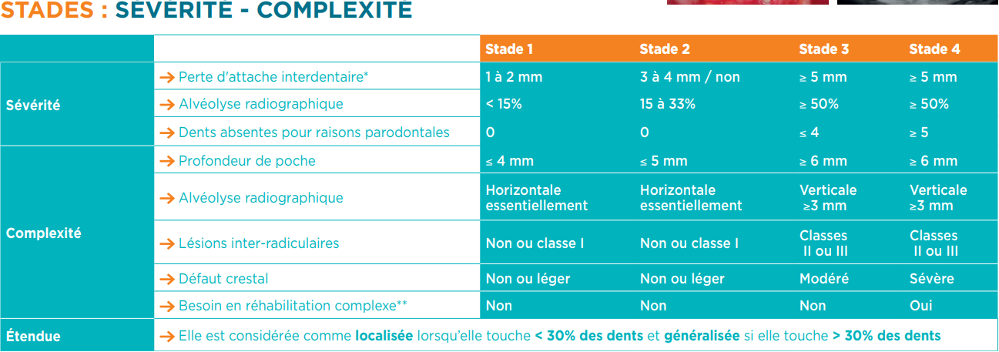 STADES : SÉVÉRITÉ - COMPLEXITÉ
Stade 1 Stade 2 Stade 3 Stade 4
Sévérité
→ Perte d'attache interdentaire* 1 à 2 mm 3 à 4 mm / non ≥ 5 mm ≥ 5 mm
→ Alvéolyse radiographique < 15% 15 à 33% ≥ 50% ≥ 50%
→ Dents absentes pour raisons parodontales 0 0 ≤ 4 ≥ 5
Complexité
→ Profondeur de poche ≤ 4 mm ≤ 5 mm ≥ 6 mm ≥ 6 mm
→ Alvéolyse radiographique
Horizontale
essentiellement
Horizontale
essentiellement
Verticale
≥3 mm
Verticale
≥3 mm
→ Lésions inter-radiculaires Non ou classe I Non ou classe I
Classes
II ou III
Classes
II ou III
→ Défaut crestal Non ou léger Non ou léger Modéré Sévère
→ Besoin en réhabilitation complexe** Non Non Non Oui
Étendue → Elle est considérée comme localisée lorsqu'elle touche < 30% des dents et généralisée si elle touche > 30% des dents